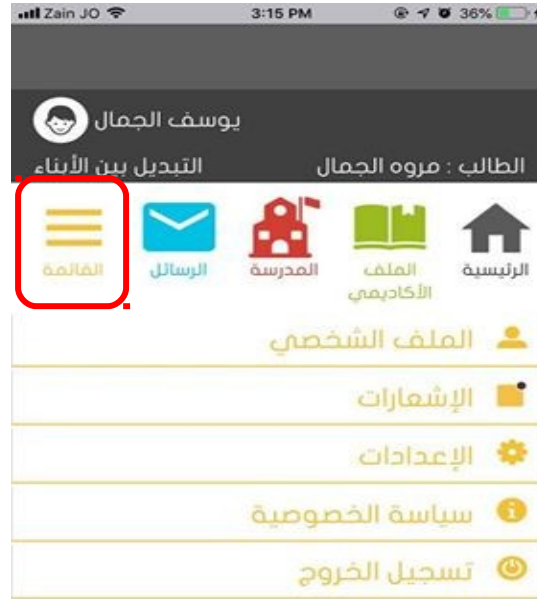 Zain JO 3:15 PM 36%
يوسف الجمال
الطالب : مروه الجمال التبديل بين الأبناء
الرئيسية الملف الأكاديمي المدرسة الرسائل القائمة
الملف الشخصي
الإشعارات
الإعدادات
سياسة الخصوصية
تسجيل الخروج